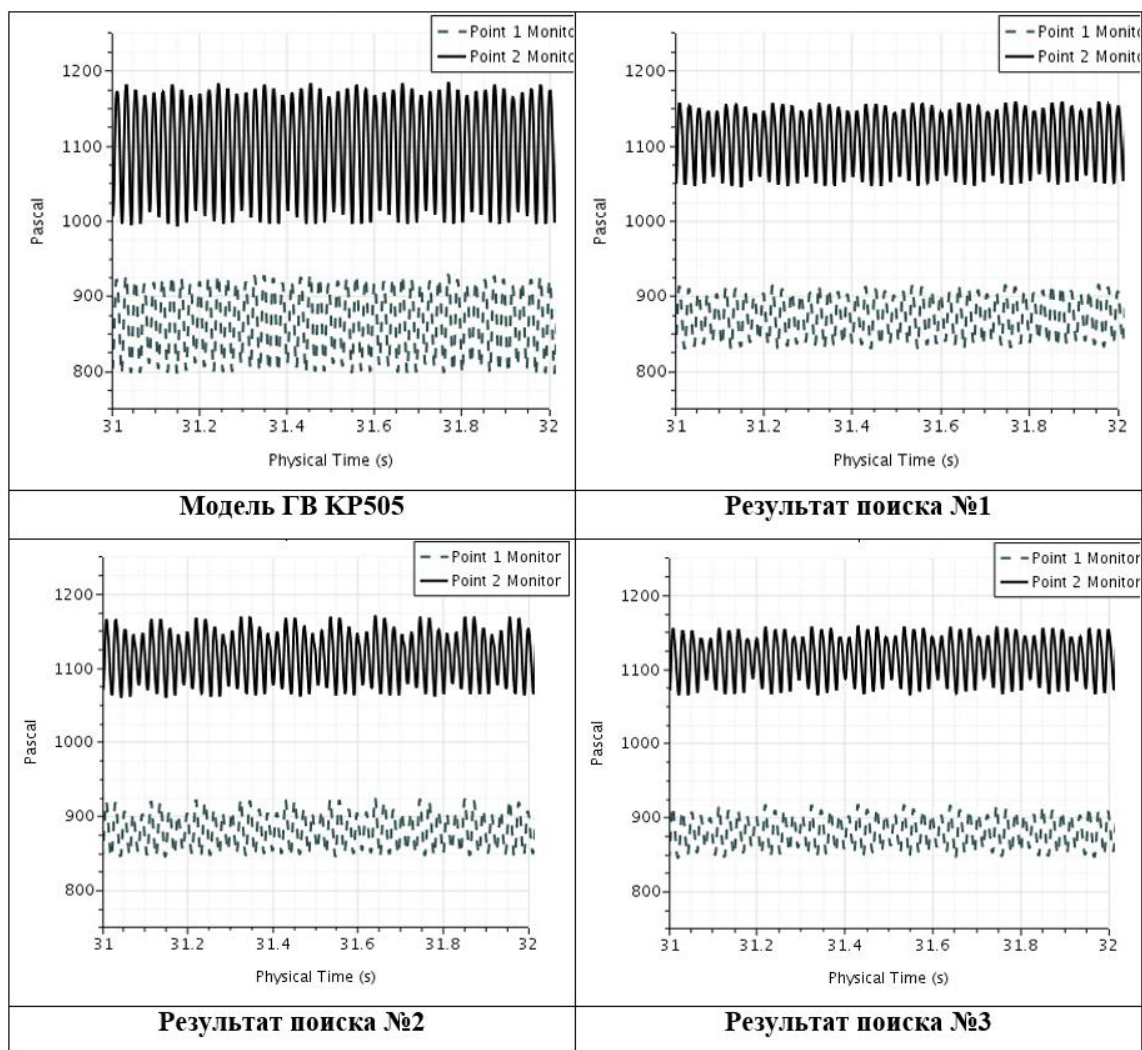 Point 1 Monito
Point 2 Monito
1200
1100
1000
900
800
Pascal
31 31.2 31.4 31.6 31.8 32
Physical Time (s)
Модель ГВ КР505
Point 1 Monito
Point 2 Monito
1200
1100
1000
900
800
Pascal
31 31.2 31.4 31.6 31.8 32
Physical Time (s)
Результат поиска №1
Point 1 Monitor
Point 2 Monitor
1200
1100
1000
900
800
Pascal
31 31.2 31.4 31.6 31.8 32
Physical Time (s)
Результат поиска №2
Point 1 Monitor
Point 2 Monitor
1200
1100
1000
900
800
Pascal
31 31.2 31.4 31.6 31.8 32
Physical Time (s)
Результат поиска №3